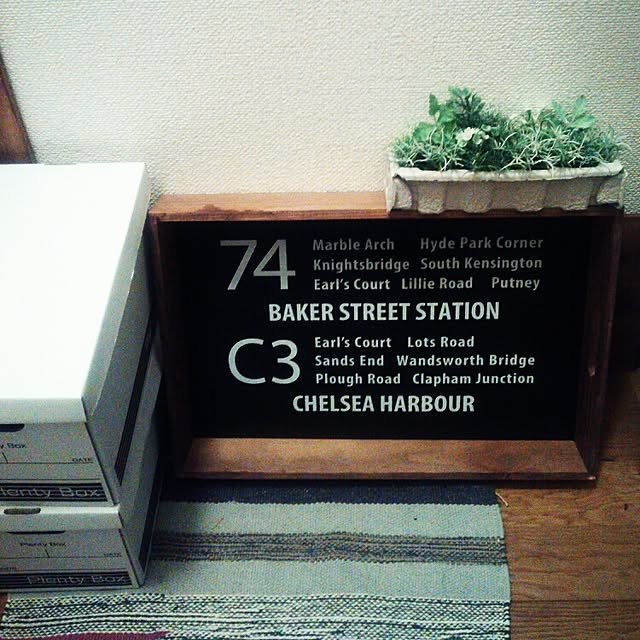 74
Marble Arch Hyde Park Corner
Knightsbridge South Kensington
Earl's Court Lillie Road Putney
BAKER STREET STATION
C3
Earl's Court Lots Road
Sands End Wandsworth Bridge
Plough Road Clapham Junction
CHELSEA HARBOUR
Box
DATE
Plenty Box
Plenty Box
Plenty Box